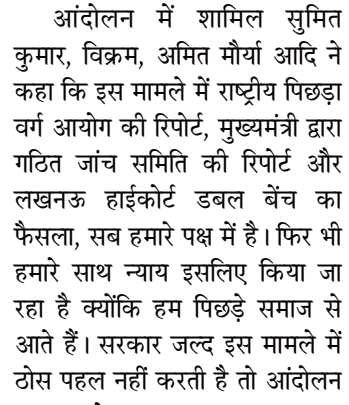 आंदोलन में शामिल सुमित
कुमार, विक्रम, अमित मौर्या आदि ने
कहा कि इस मामले में राष्ट्रीय पिछड़ा
वर्ग आयोग की रिपोर्ट, मुख्यमंत्री द्वारा
गठित जांच समिति की रिपोर्ट और
लखनऊ हाईकोर्ट डबल बेंच का
फैसला, सब हमारे पक्ष में है। फिर भी
हमारे साथ न्याय इसलिए किया जा
रहा है क्योंकि हम पिछड़े समाज से
आते हैं। सरकार जल्द इस मामले में
ठोस पहल नहीं करती है तो आंदोलन